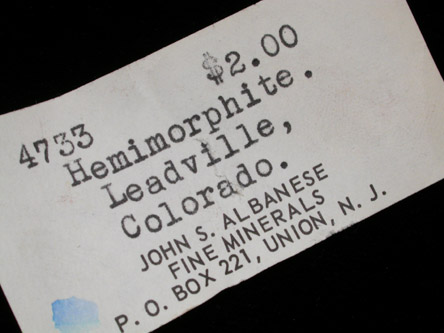 $2.00
4733
Hemimorphite.
Leadville,
Colorado.
JOHN S. ALBANESE
FINE MINERALS
P. O. BOX 221, UNION, N. J.